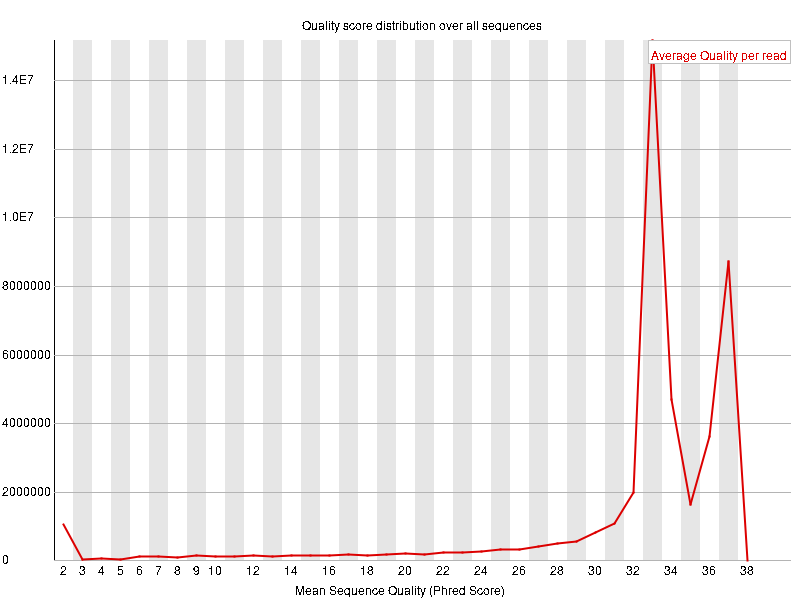 Quality score distribution over all sequences
Average Quality per read
1.4E7
1.2E7
1.0E7
8000000
6000000
4000000
2000000
0
2 3 4 5 6 7 8 9 10 12 14 16 18 20 22 24 26 28 30 32 34 36 38
Mean Sequence Quality (Phred Score)